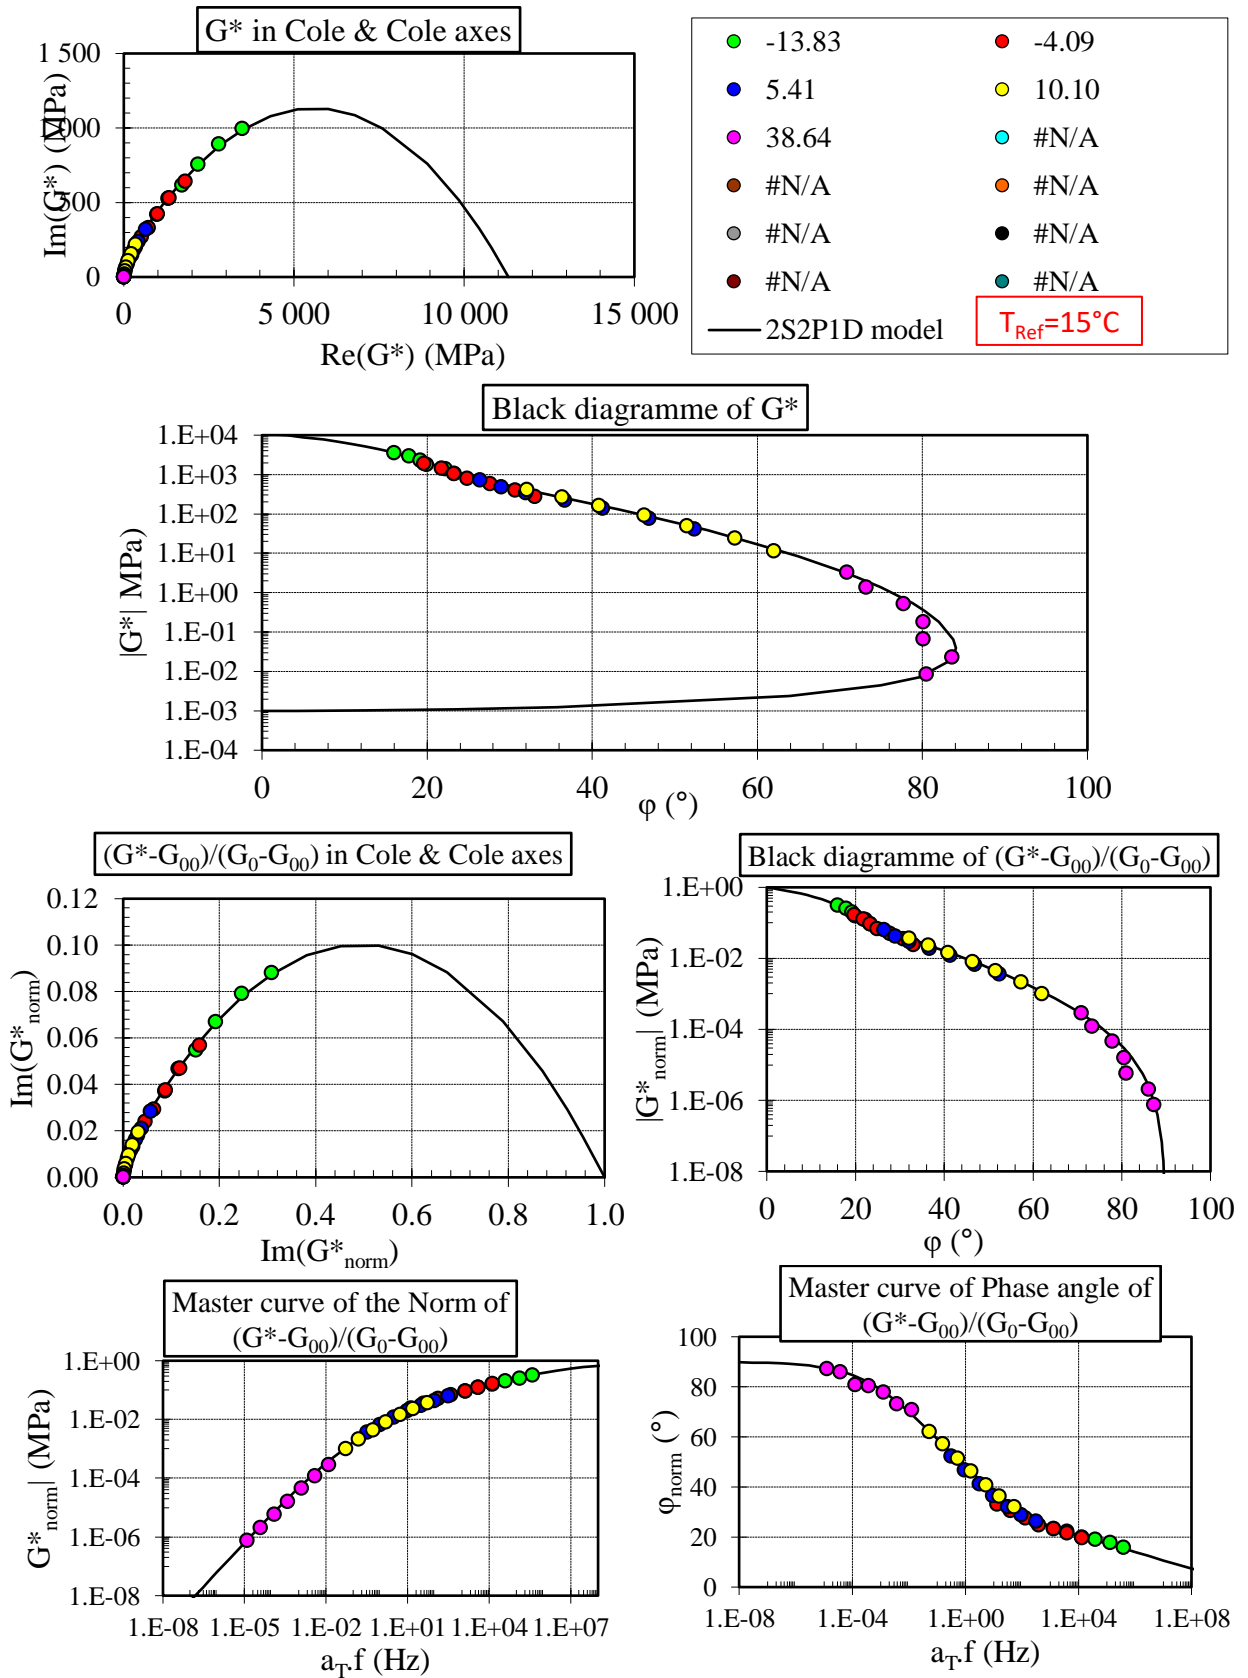 G* in Cole & Cole axes
Im(G*) (MPa)
1 500
1 000
500
0
0 5 000 10 000 15 000
Re(G*) (MPa)
-13.83 -4.09
5.41 10.10
38.64 #N/A
#N/A #N/A
#N/A #N/A
#N/A #N/A
2S2P1D model
T_Ref=15°C
Black diagramme of G*
|G*| MPa)
1.E+04
1.E+03
1.E+02
1.E+01
1.E+00
1.E-01
1.E-02
1.E-03
1.E-04
0 20 40 60 80 100
φ (°)
(G*-G00)/(G0-G00) in Cole & Cole axes
Im(G*norm)
0.12
0.10
0.08
0.06
0.04
0.02
0.00
0.0 0.2 0.4 0.6 0.8 1.0
Im(G*norm)
Black diagramme of (G*-G00)/(G0-G00)
|G*norm| (MPa)
1.E+00
1.E-02
1.E-04
1.E-06
1.E-08
0 20 40 60 80 100
φ (°)
Master curve of the Norm of
(G*-G00)/(G0-G00)
G*norm| (MPa)
1.E+00
1.E-02
1.E-04
1.E-06
1.E-08
1.E-08 1.E-05 1.E-02 1.E+01 1.E+04 1.E+07
aT.f (Hz)
Master curve of Phase angle of
(G*-G00)/(G0-G00)
φnorm (°)
100
80
60
40
20
0
1.E-08 1.E-04 1.E+00 1.E+04 1.E+08
aT.f (Hz)